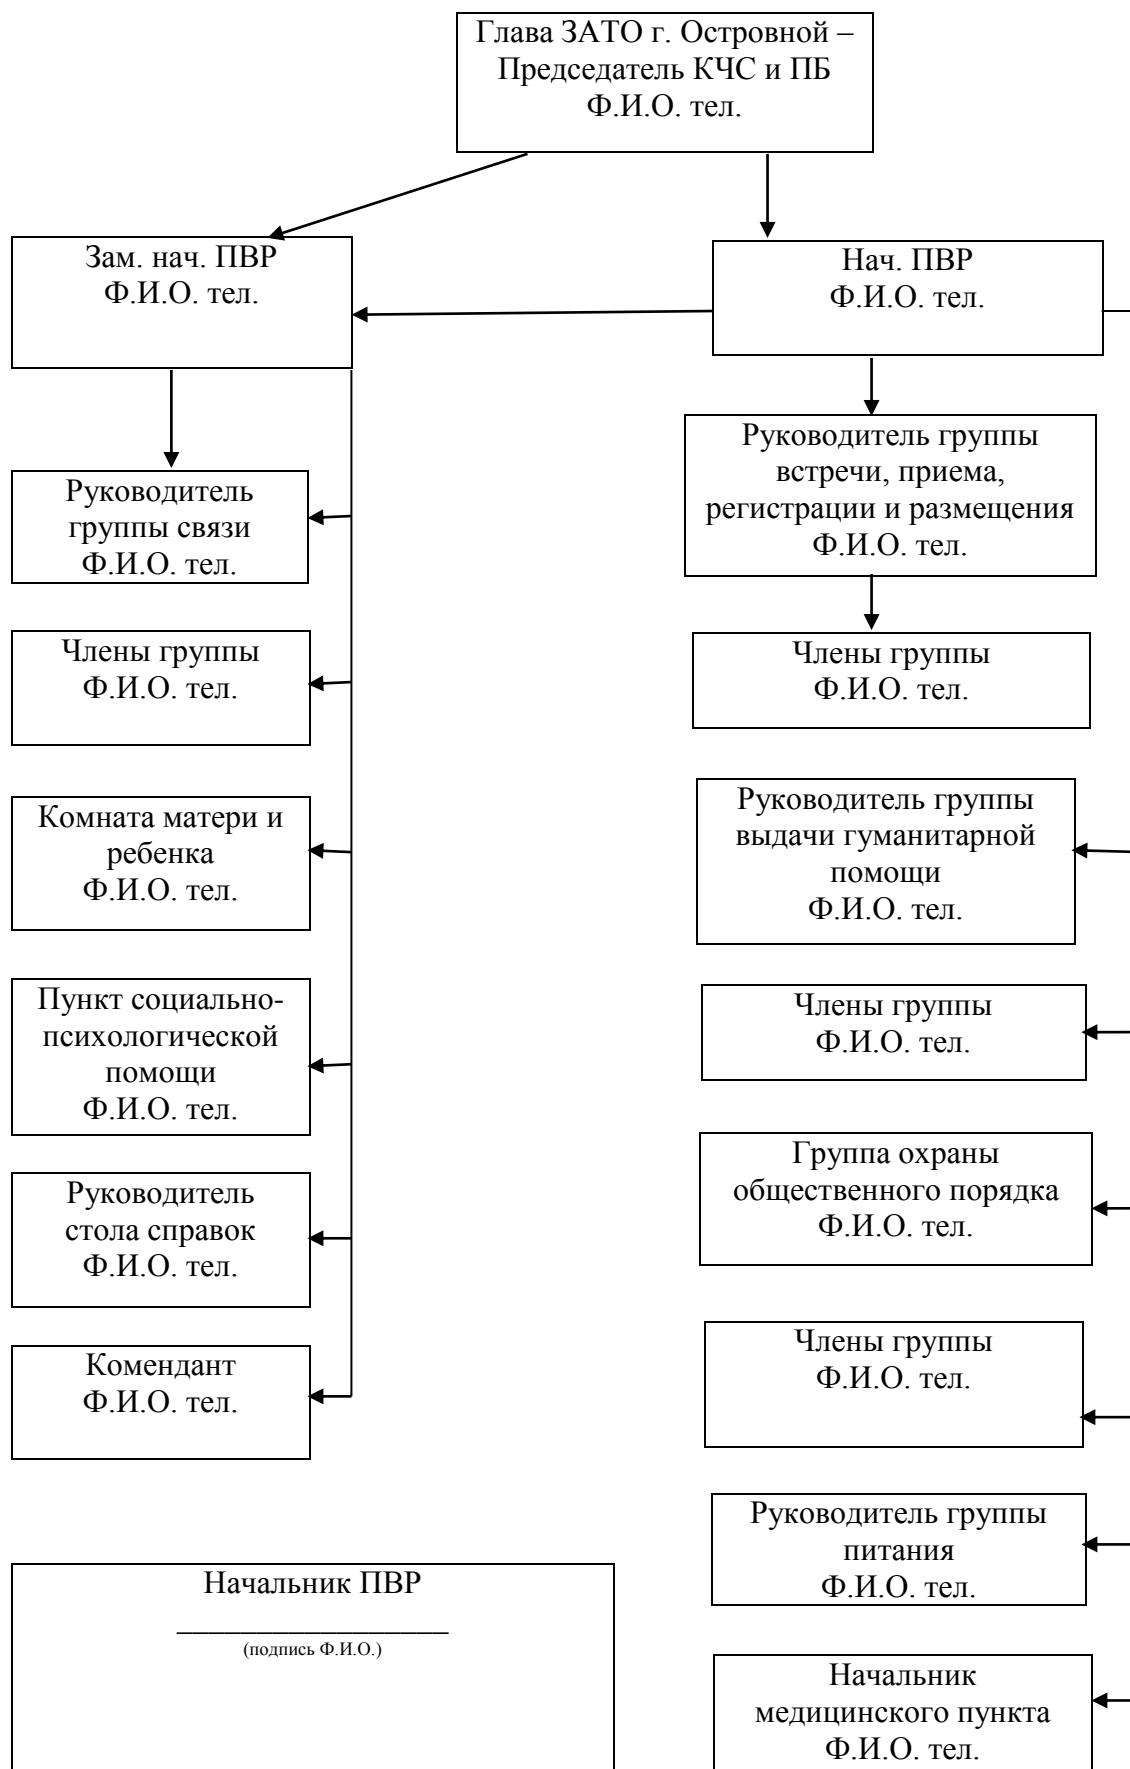 Глава ЗАТО г. Островной –
Председатель КЧС и ПБ
Ф.И.О. тел.
Зам. нач. ПВР
Ф.И.О. тел.
Нач. ПВР
Ф.И.О. тел.
Руководитель
группы связи
Ф.И.О. тел.
Члены группы
Ф.И.О. тел.
Комната матери и
ребенка
Ф.И.О. тел.
Пункт социально-
психологической
помощи
Ф.И.О. тел.
Руководитель
стола справок
Ф.И.О. тел.
Комендант
Ф.И.О. тел.
Руководитель группы
встречи, приема,
регистрации и размещения
Ф.И.О. тел.
Члены группы
Ф.И.О. тел.
Руководитель группы
выдачи гуманитарной
помощи
Ф.И.О. тел.
Члены группы
Ф.И.О. тел.
Группа охраны
общественного порядка
Ф.И.О. тел.
Члены группы
Ф.И.О. тел.
Руководитель группы
питания
Ф.И.О. тел.
Начальник
медицинского пункта
Ф.И.О. тел.
Начальник ПВР
_________________
(подпись Ф.И.О.)